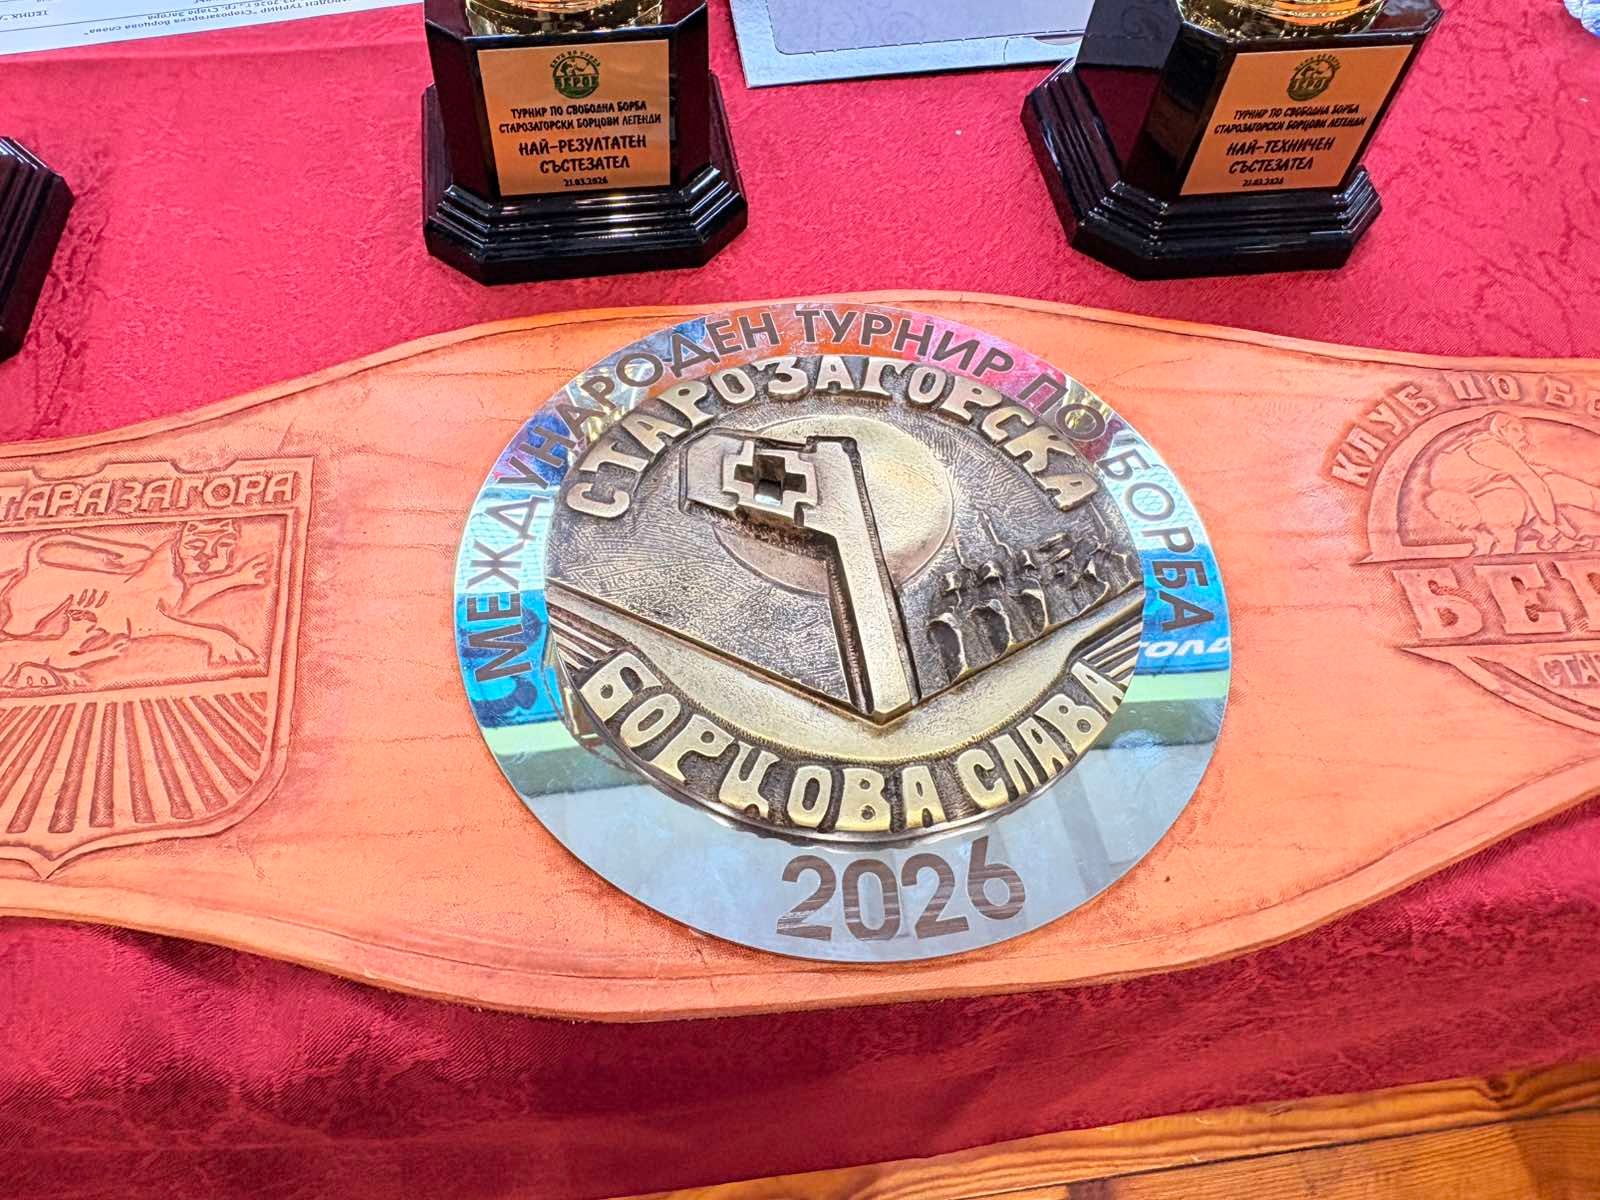 ТУРНИР ПО СВОБОДНА БОРБА
СТАРОЗАГОРСКИ БОРЦОВИ ЛЕГЕНДИ
НАЙ-РЕЗУЛТАТЕН
СЪСТЕЗАТЕЛ
21.03.2026
ТУРНИР ПО СВОБОДНА БОРБА
СТАРОЗАГОРСКИ БОРЦОВИ ЛЕГЕНДИ
НАЙ-ТЕХНИЧЕН
СЪСТЕЗАТЕЛ
21.03.2026
МЕЖДУНАРОДЕН ТУРНИР ПО БОРБА
СТАРОЗАГОРСКА
БОРЦОВА СЛАВА
2026
СТАРА ЗАГОРА
КЛУБ ПО